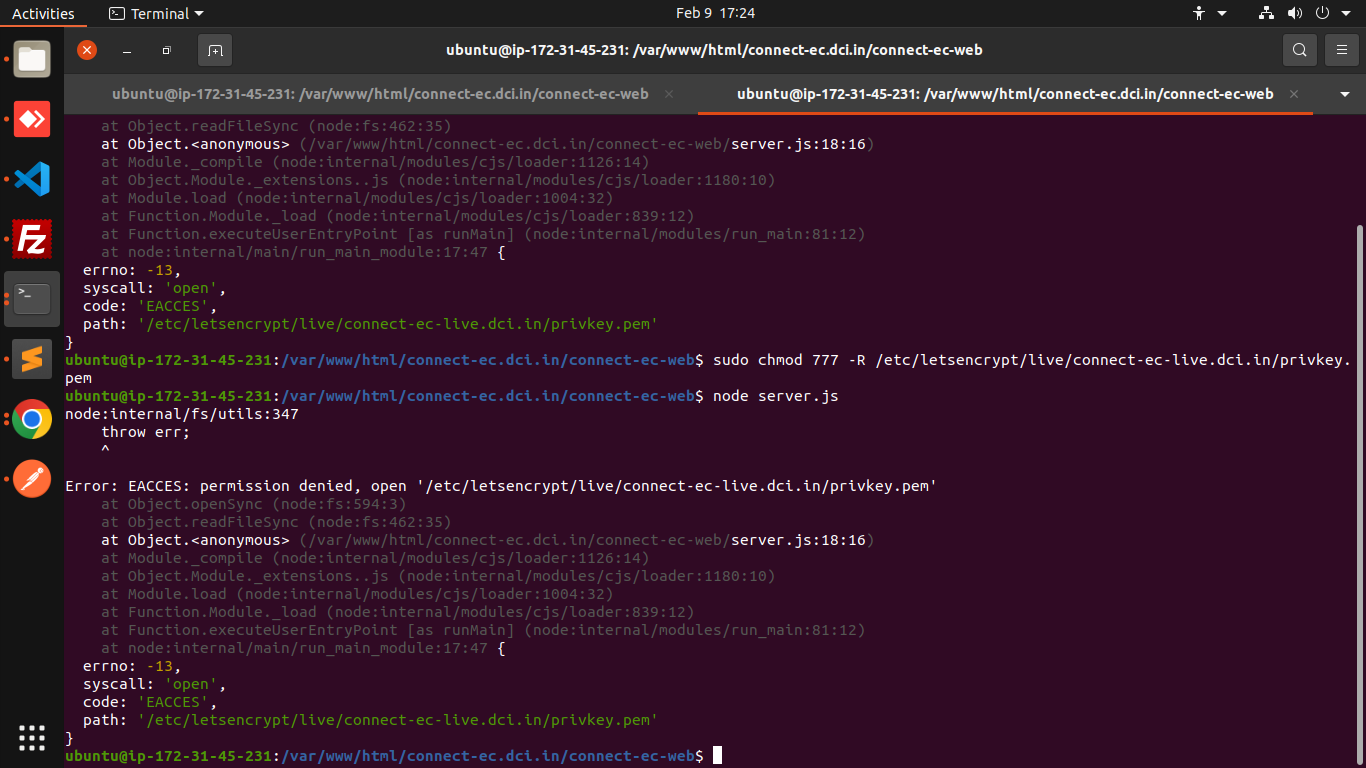 Activities
Terminal
Feb 9 17:24
ubuntu@ip-172-31-45-231: /var/www/html/connect-ec.dci.in/connect-ec-web
ubuntu@ip-172-31-45-231: /var/www/html/connect-ec.dci.in/connect-ec-web
ubuntu@ip-172-31-45-231: /var/www/html/connect-ec.dci.in/connect-ec-web
    at Object.readFileSync (node:fs:462:35)
    at Object.<anonymous> (/var/www/html/connect-ec.dci.in/connect-ec-web/server.js:18:16)
    at Module._compile (node:internal/modules/cjs/loader:1126:14)
    at Object.Module._extensions..js (node:internal/modules/cjs/loader:1180:10)
    at Module.load (node:internal/modules/cjs/loader:1004:32)
    at Function.Module._load (node:internal/modules/cjs/loader:839:12)
    at Function.executeUserEntryPoint [as runMain] (node:internal/modules/run_main:81:12)
    at node:internal/main/run_main_module:17:47 {
  errno: -13,
  syscall: 'open',
  code: 'EACCES',
  path: '/etc/letsencrypt/live/connect-ec-live.dci.in/privkey.pem'
}
ubuntu@ip-172-31-45-231:/var/www/html/connect-ec.dci.in/connect-ec-web$ sudo chmod 777 -R /etc/letsencrypt/live/connect-ec-live.dci.in/privkey.
pem
ubuntu@ip-172-31-45-231:/var/www/html/connect-ec.dci.in/connect-ec-web$ node server.js
node:internal/fs/utils:347
    throw err;
    ^
Error: EACCES: permission denied, open '/etc/letsencrypt/live/connect-ec-live.dci.in/privkey.pem'
    at Object.openSync (node:fs:594:3)
    at Object.readFileSync (node:fs:462:35)
    at Object.<anonymous> (/var/www/html/connect-ec.dci.in/connect-ec-web/server.js:18:16)
    at Module._compile (node:internal/modules/cjs/loader:1126:14)
    at Object.Module._extensions..js (node:internal/modules/cjs/loader:1180:10)
    at Module.load (node:internal/modules/cjs/loader:1004:32)
    at Function.Module._load (node:internal/modules/cjs/loader:839:12)
    at Function.executeUserEntryPoint [as runMain] (node:internal/modules/run_main:81:12)
    at node:internal/main/run_main_module:17:47 {
  errno: -13,
  syscall: 'open',
  code: 'EACCES',
  path: '/etc/letsencrypt/live/connect-ec-live.dci.in/privkey.pem'
}
ubuntu@ip-172-31-45-231:/var/www/html/connect-ec.dci.in/connect-ec-web$